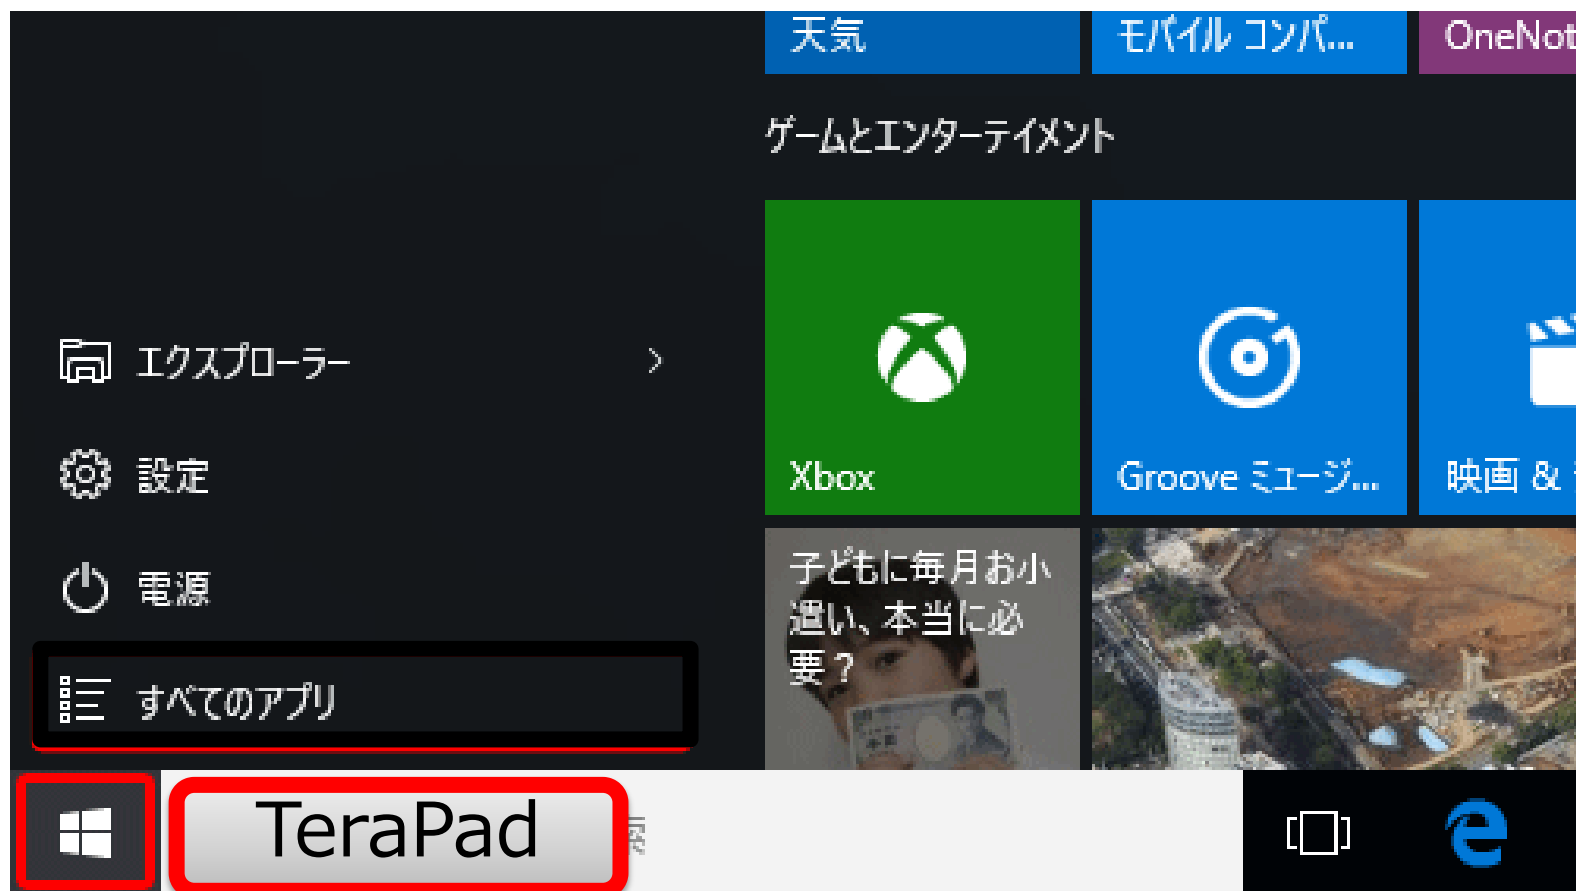 天気
モバイル コンパ...
OneNot
ゲームとエンターテイメント
エクスプローラー
設定
電源
すべてのアプリ
Xbox
Groove ミュージ...
映画 &
子どもに毎月お小
遣い、本当に必
要？
TeraPad